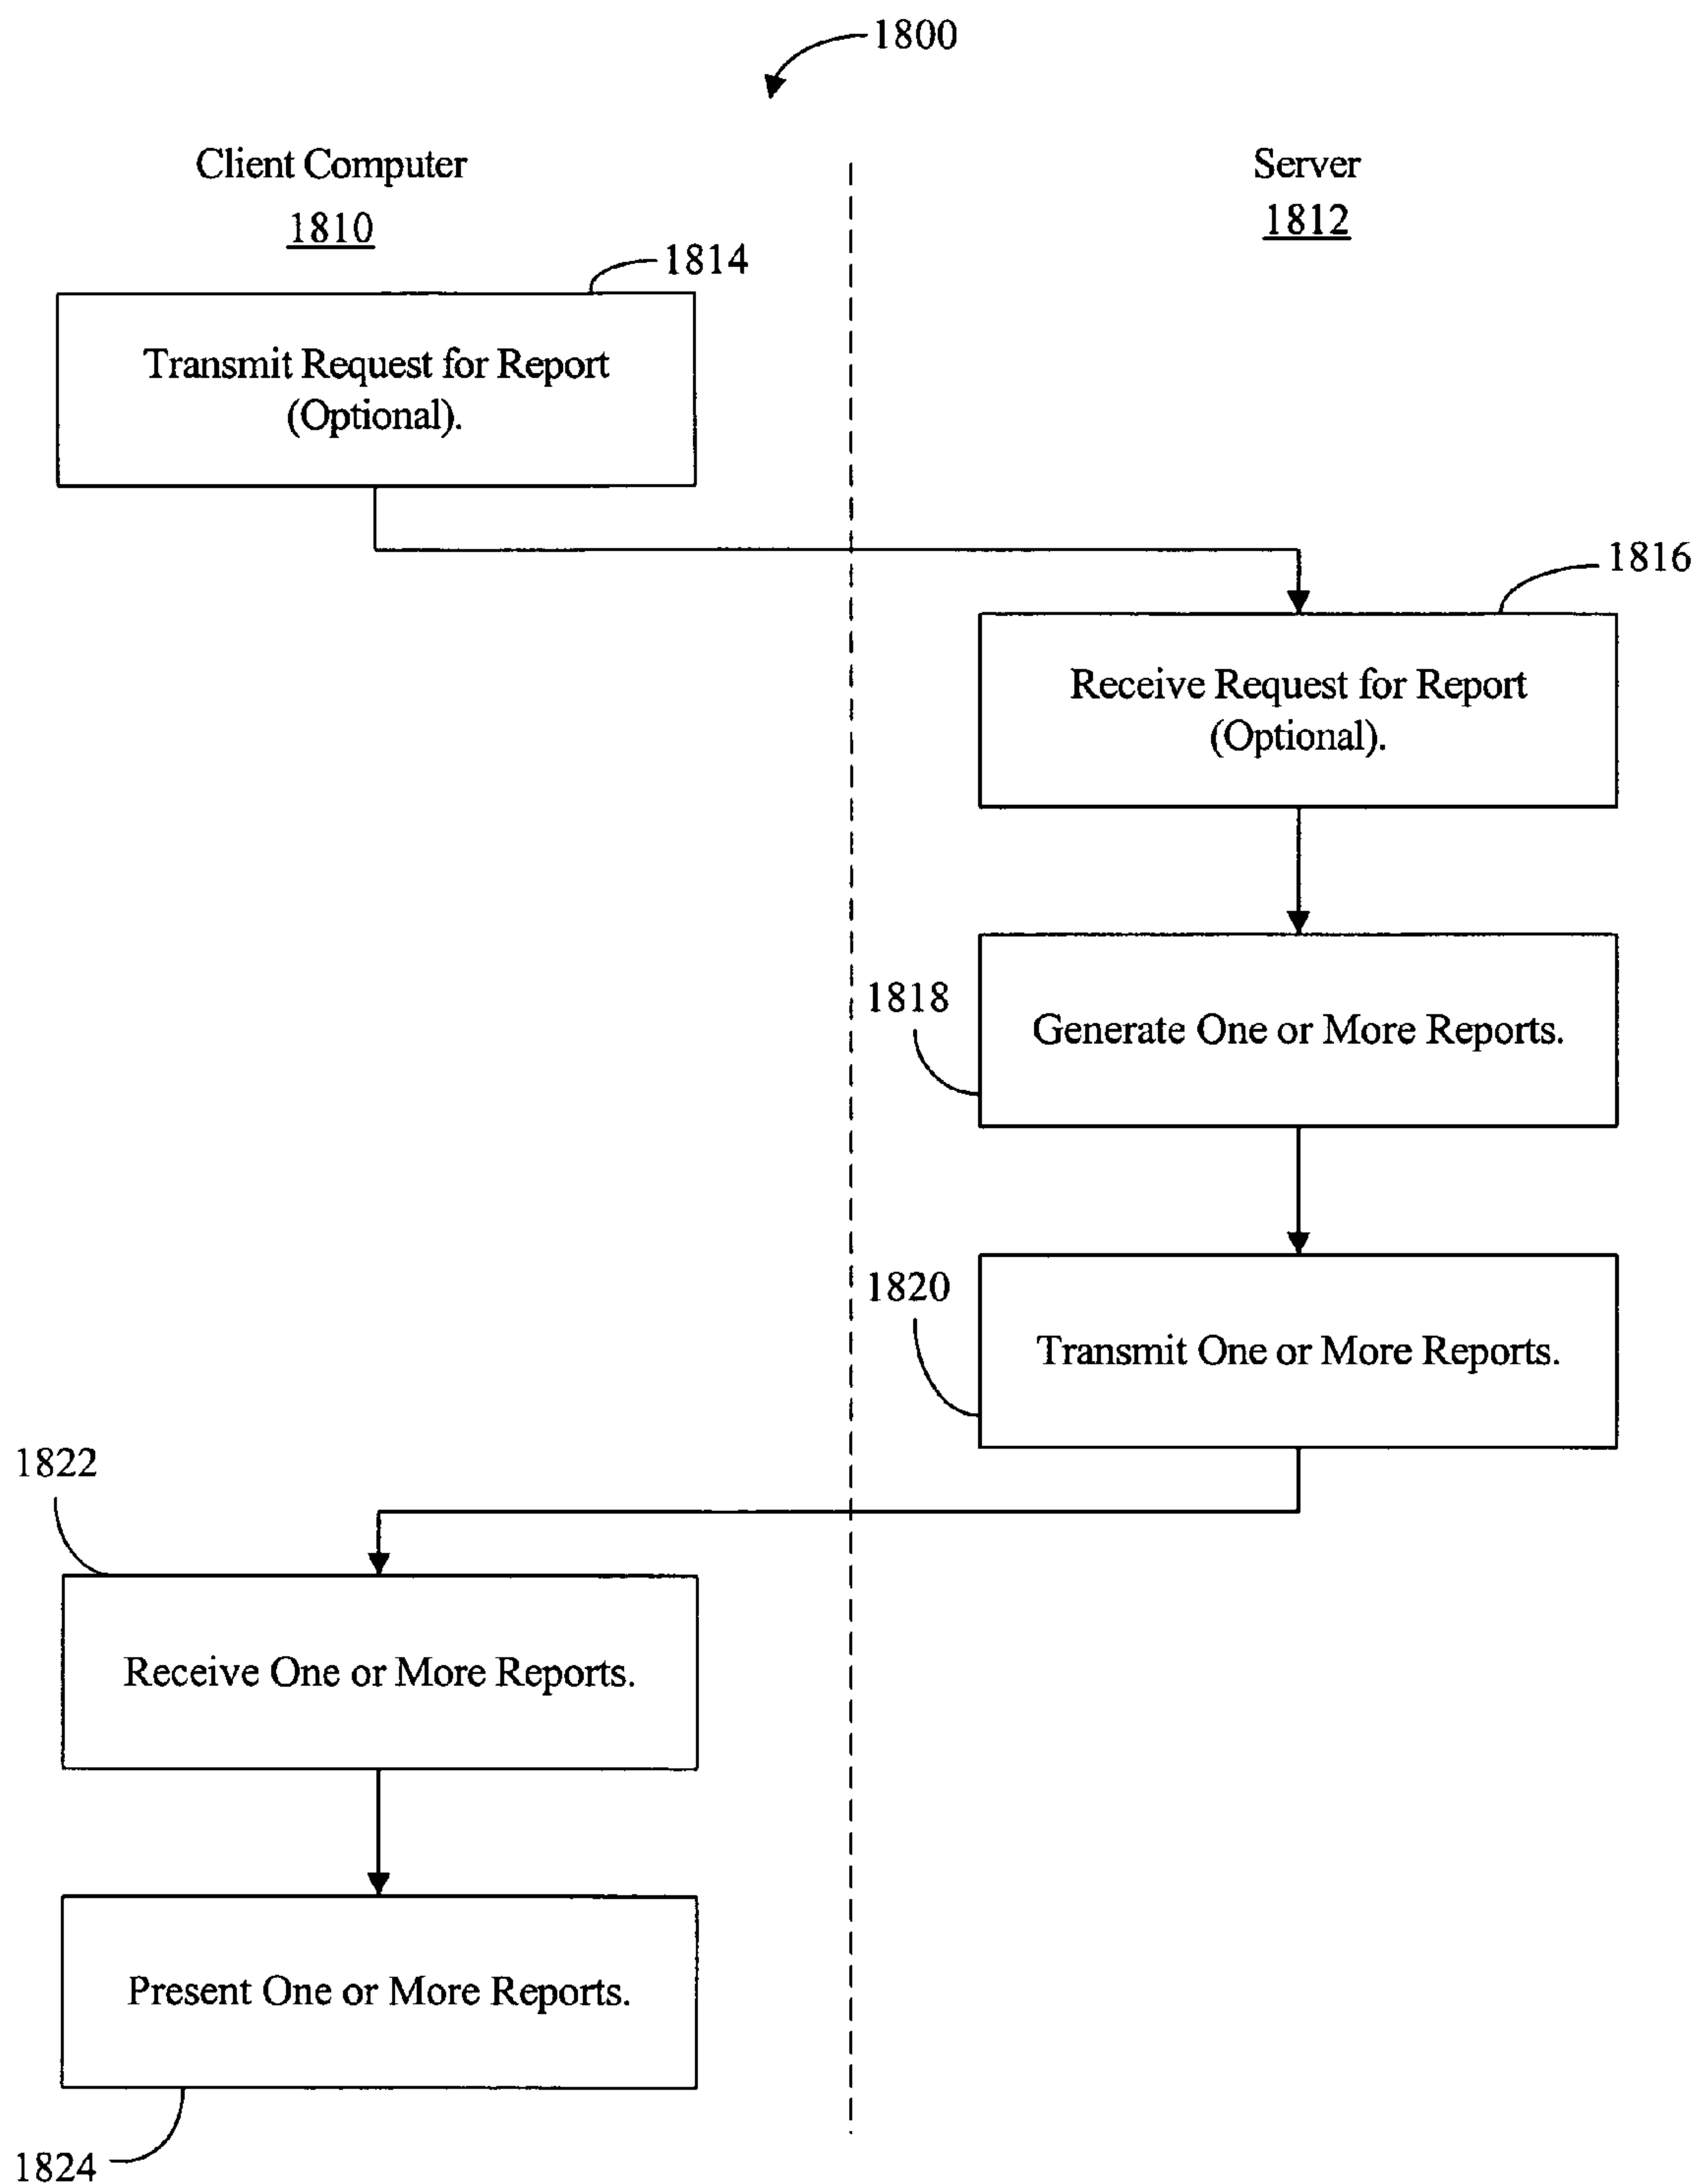 1800
Client Computer
1810
Server
1812
1814
Transmit Request for Report
(Optional).
1816
Receive Request for Report
(Optional).
1818
Generate One or More Reports.
1820
Transmit One or More Reports.
1822
Receive One or More Reports.
Present One or More Reports.
1824